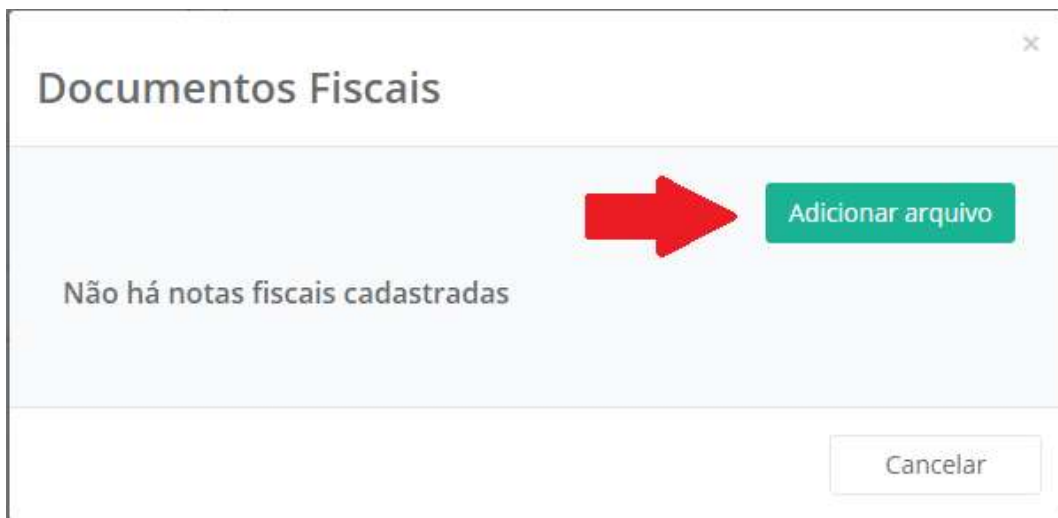 Documentos Fiscais
Adicionar arquivo
Não há notas fiscais cadastradas
Cancelar